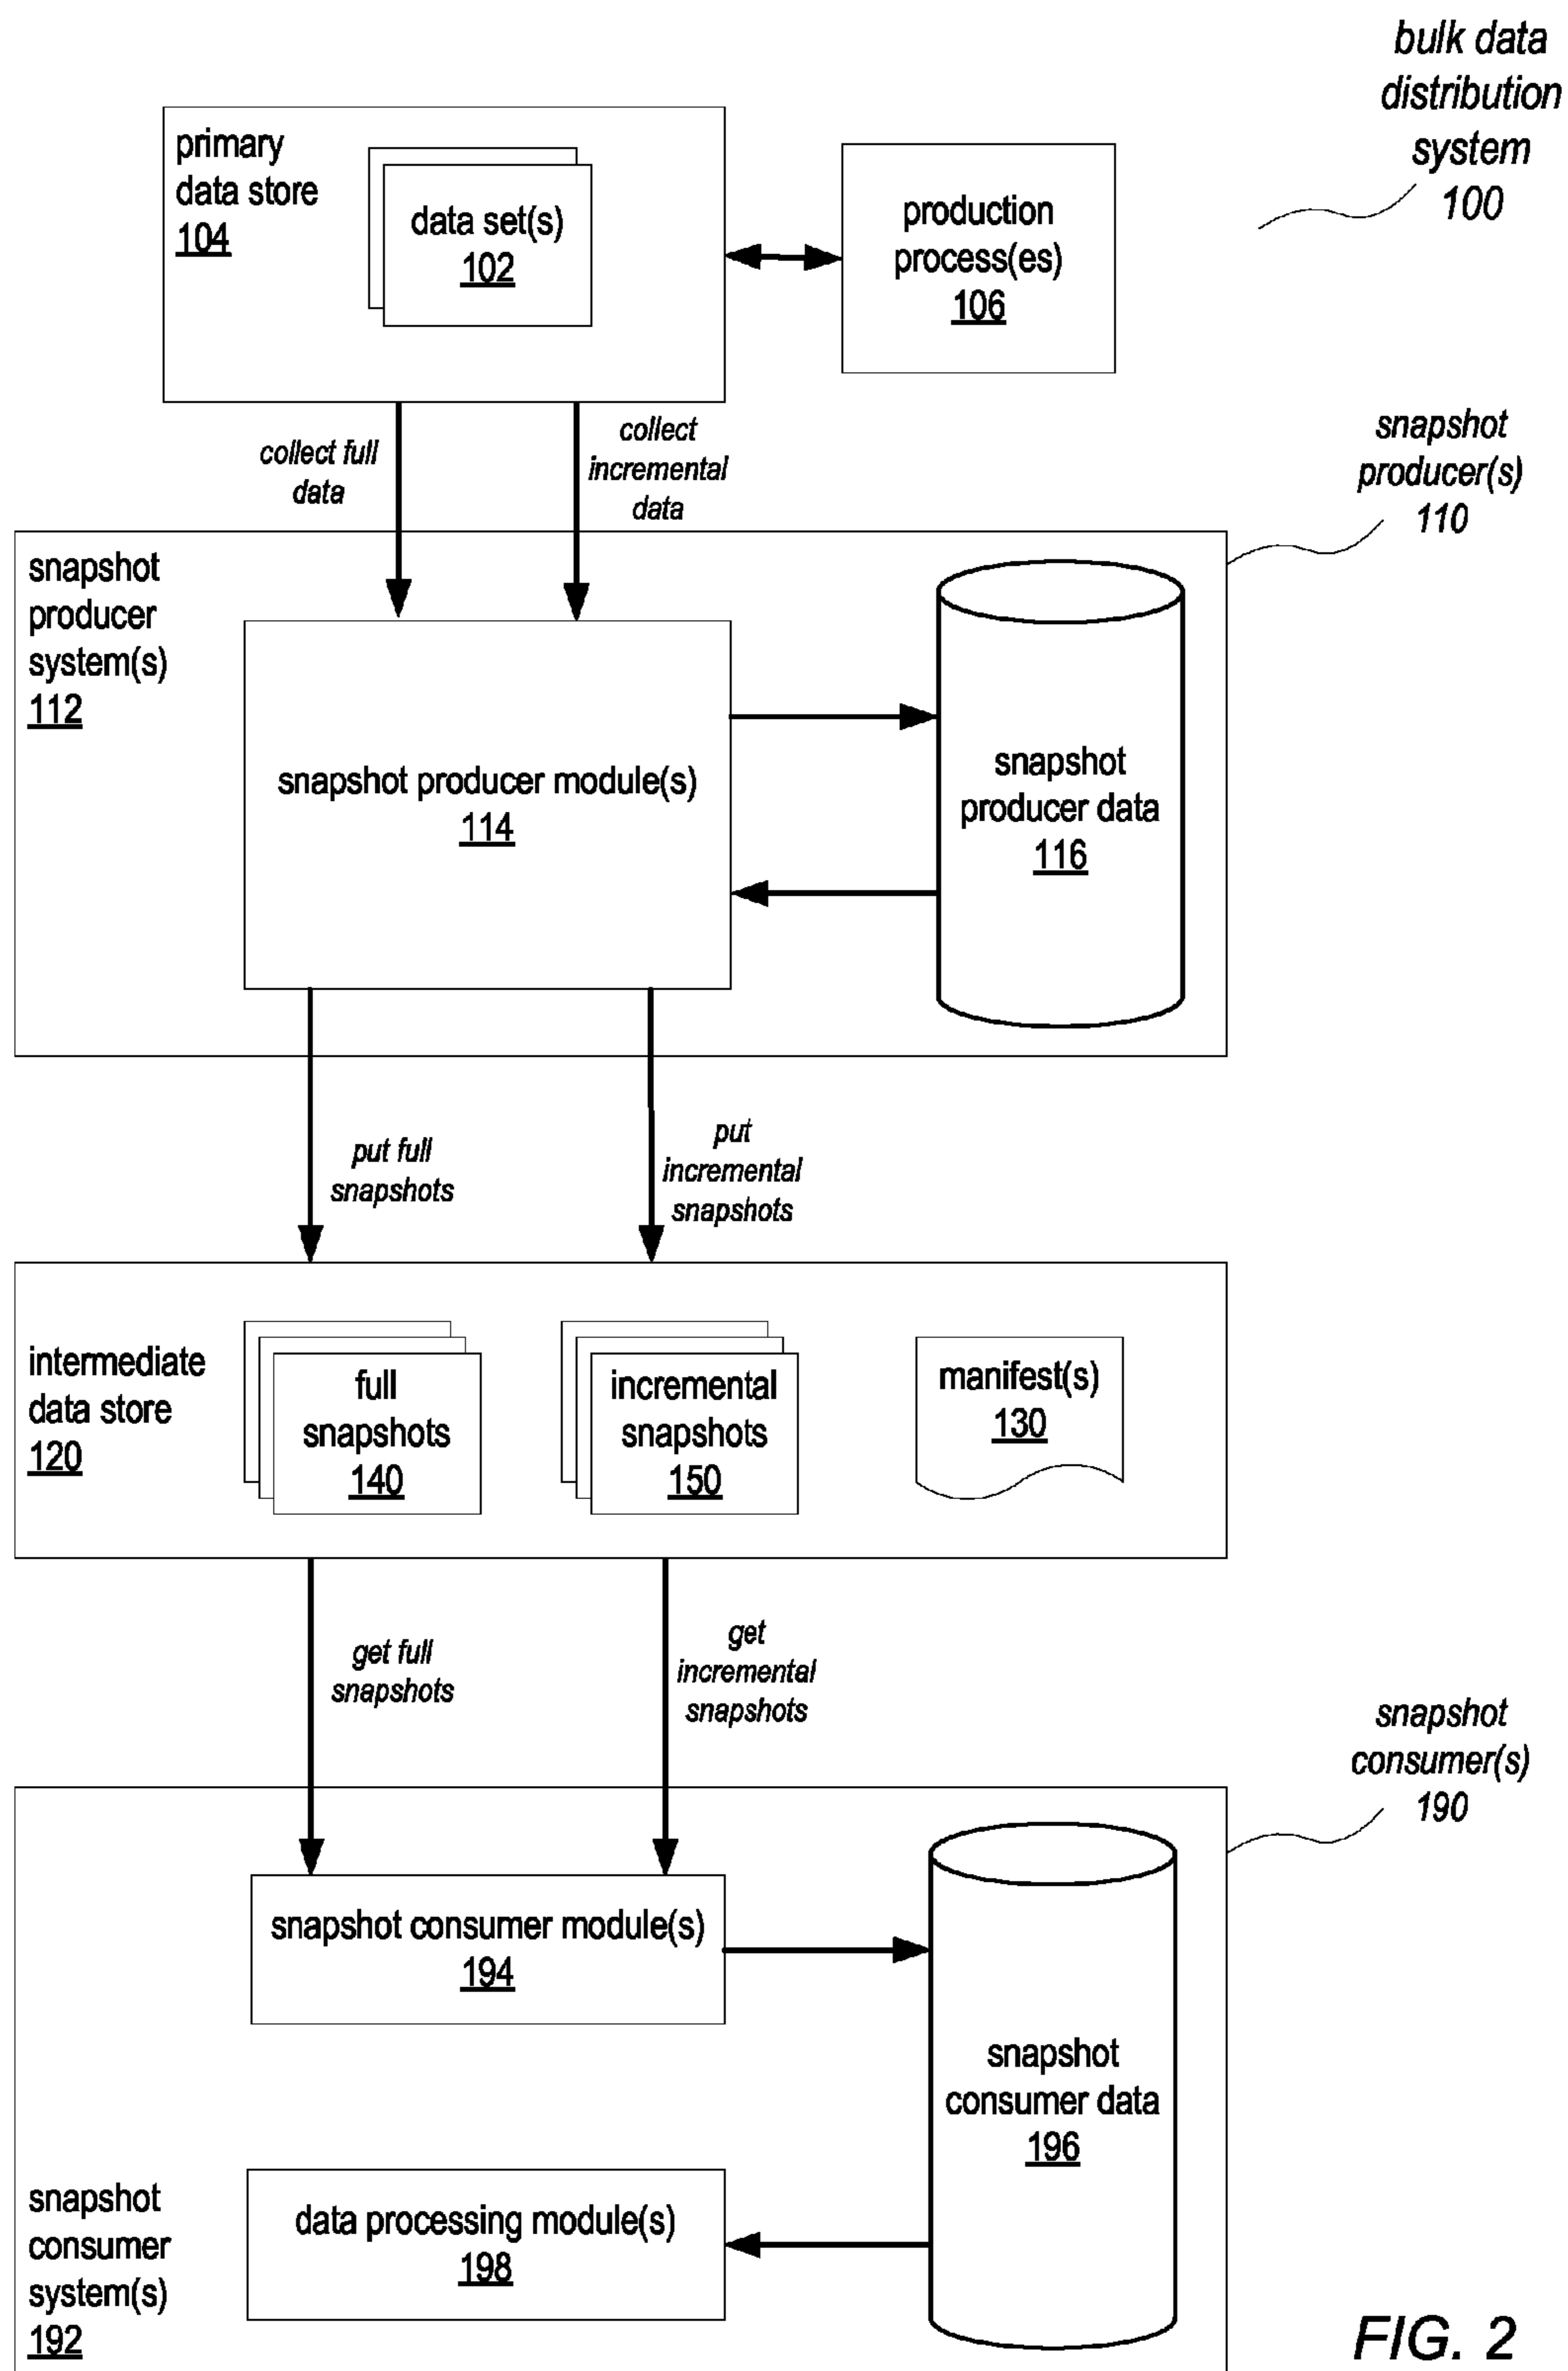 bulk data
distribution
system
100
primary
data store
104
data set(s)
102
production
process(es)
106
collect full
data
collect
incremental
data
snapshot
producer(s)
110
snapshot
producer
system(s)
112
snapshot producer module(s)
114
snapshot
producer data
116
put full
snapshots
put
incremental
snapshots
intermediate
data store
120
full
snapshots
140
incremental
snapshots
150
manifest(s)
130
get full
snapshots
get
incremental
snapshots
snapshot
consumer(s)
190
snapshot consumer module(s)
194
snapshot
consumer data
196
data processing module(s)
198
snapshot
consumer
system(s)
192
FIG. 2